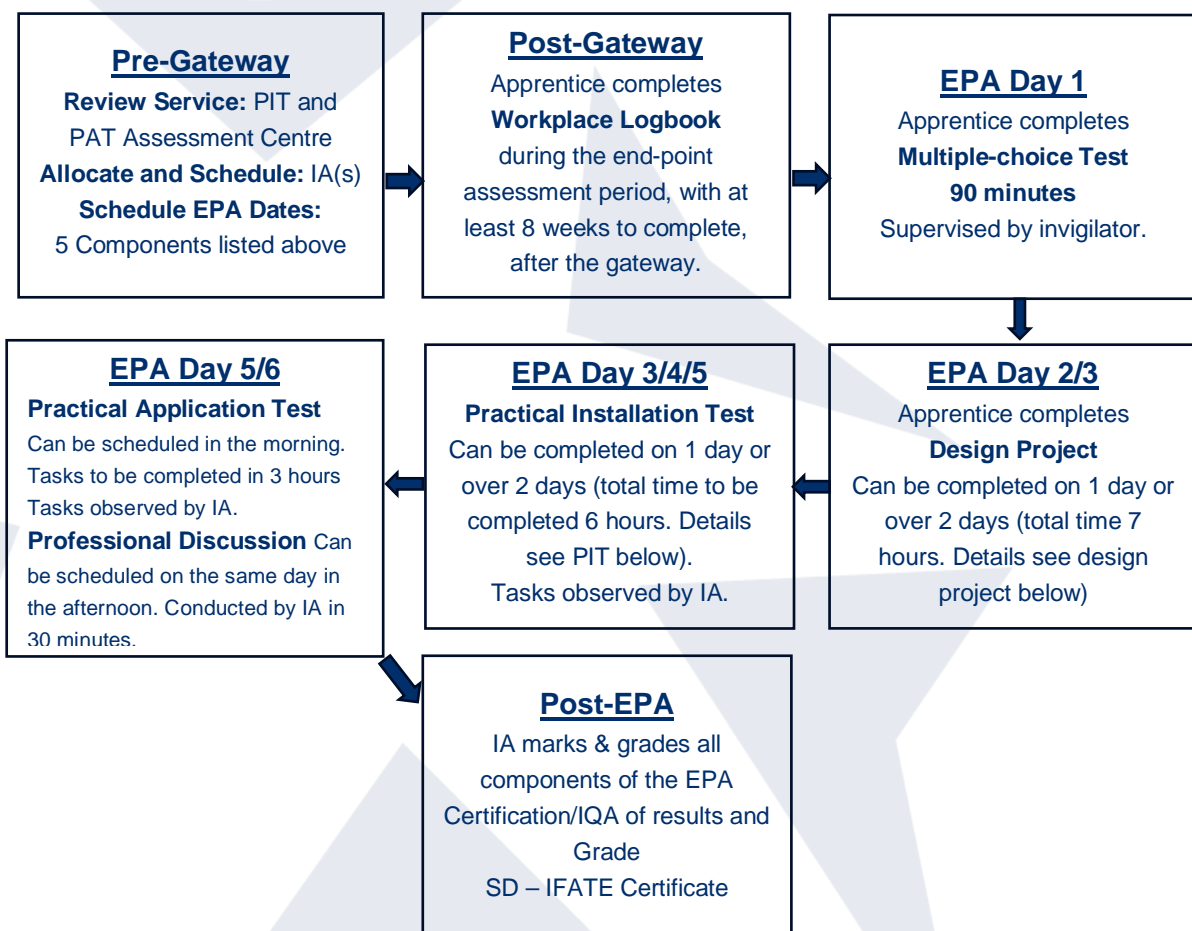 Pre-Gateway
Review Service: PIT and
PAT Assessment Centre
Allocate and Schedule: IA(s)
Schedule EPA Dates:
5 Components listed above
Post-Gateway
Apprentice completes
Workplace Logbook
during the end-point
assessment period, with at
least 8 weeks to complete,
after the gateway.
EPA Day 1
Apprentice completes
Multiple-choice Test
90 minutes
Supervised by invigilator.
EPA Day 2/3
Apprentice completes
Design Project
Can be completed on 1 day or
over 2 days (total time 7
hours. Details see design
project below)
EPA Day 3/4/5
Practical Installation Test
Can be completed on 1 day or
over 2 days (total time to be
completed 6 hours. Details
see PIT below).
Tasks observed by IA.
EPA Day 5/6
Practical Application Test
Can be scheduled in the morning.
Tasks to be completed in 3 hours
Tasks observed by IA.
Professional Discussion Can
be scheduled on the same day in
the afternoon. Conducted by IA in
30 minutes.
Post-EPA
IA marks & grades all
components of the EPA
Certification/IQA of results and
Grade
SD – IFATE Certificate